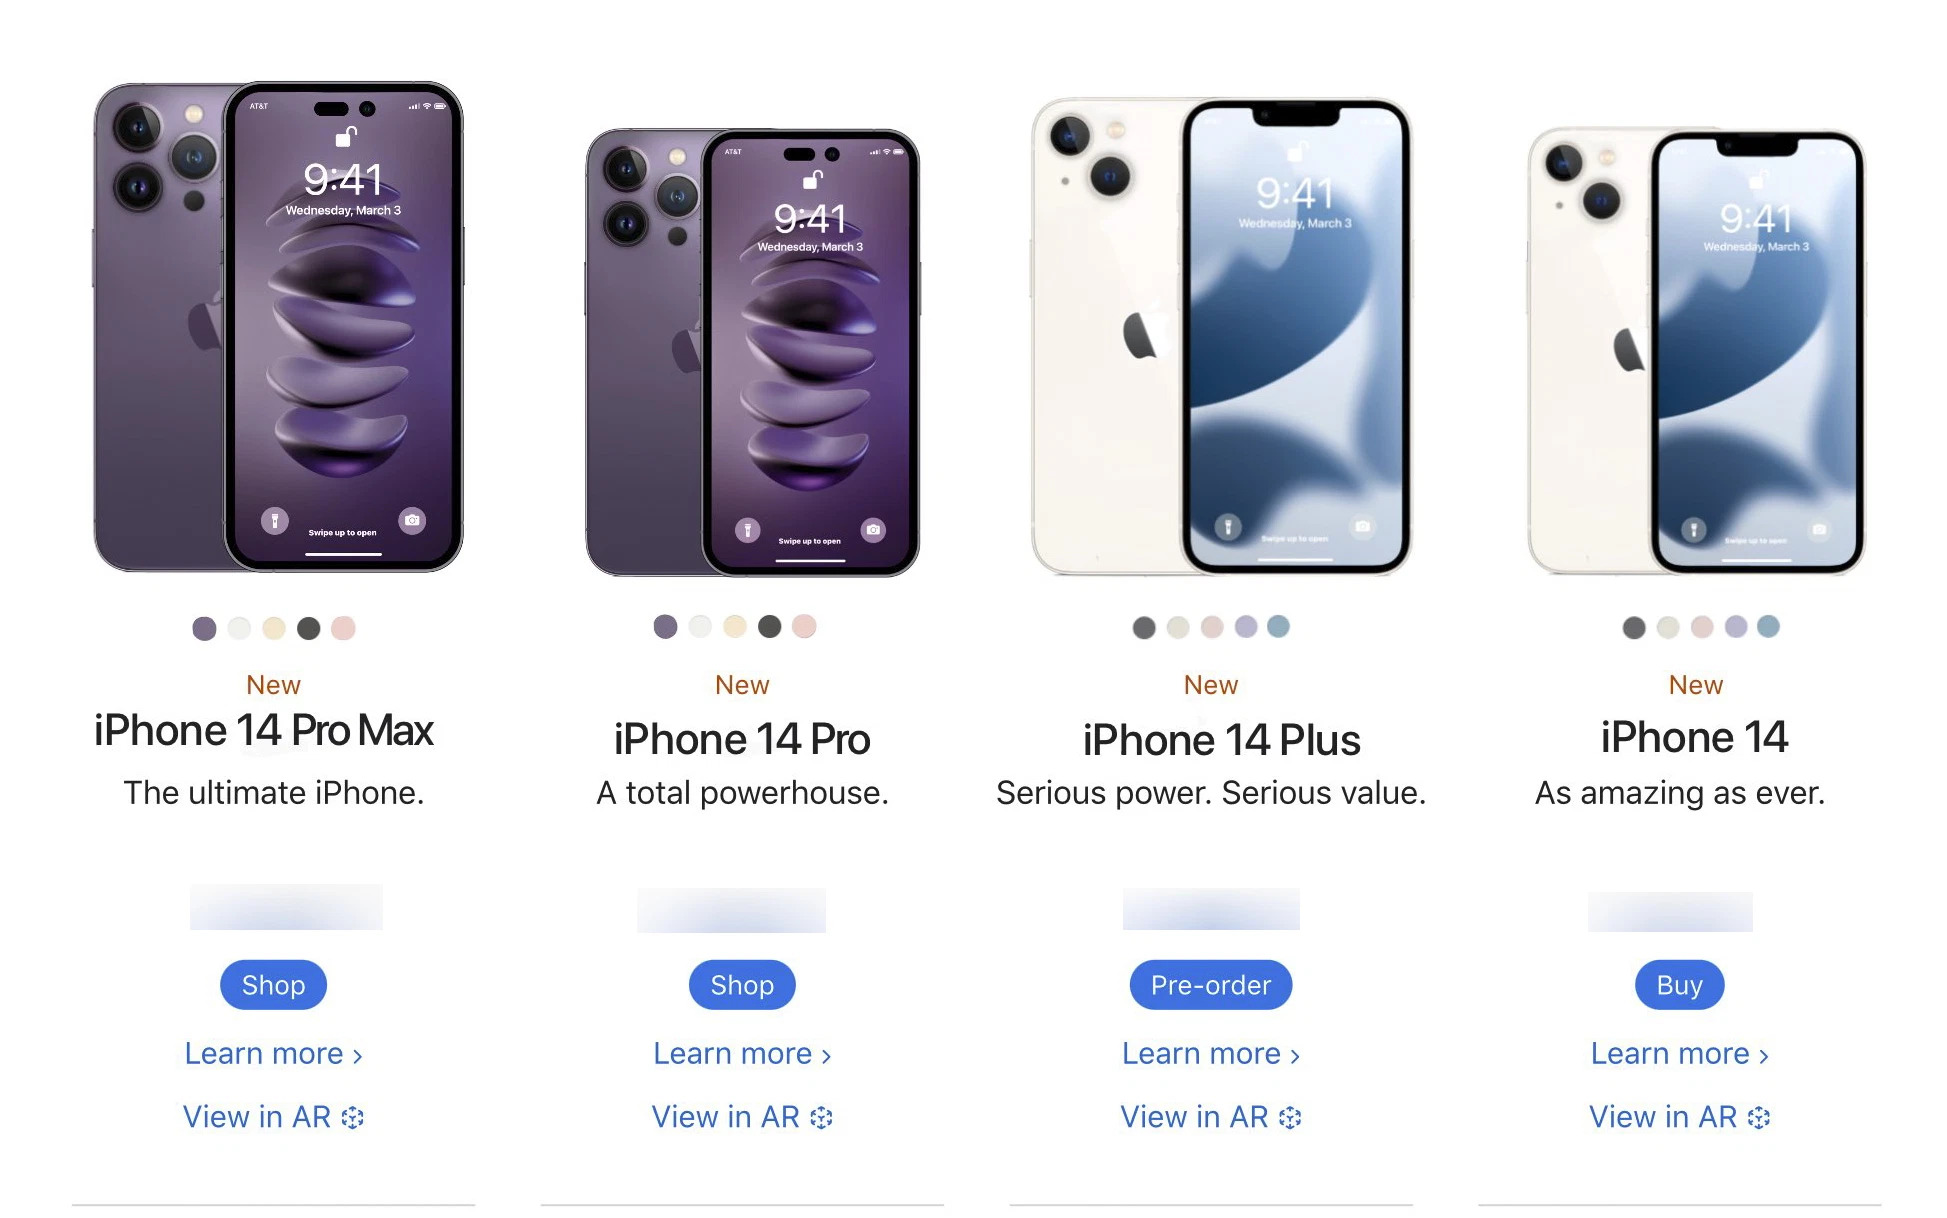 AT&T
9:41
Wednesday, March 3
Swipe up to open
AT&T
9:41
Wednesday, March 3
Swipe up to open
9:41
Wednesday, March 3
Swipe up to open
9:41
Wednesday, March 3
Swipe up to open
New
iPhone 14 Pro Max
The ultimate iPhone.
Shop
Learn more >
View in AR
New
iPhone 14 Pro
A total powerhouse.
Shop
Learn more >
View in AR
New
iPhone 14 Plus
Serious power. Serious value.
Pre-order
Learn more >
View in AR
New
iPhone 14
As amazing as ever.
Buy
Learn more >
View in AR